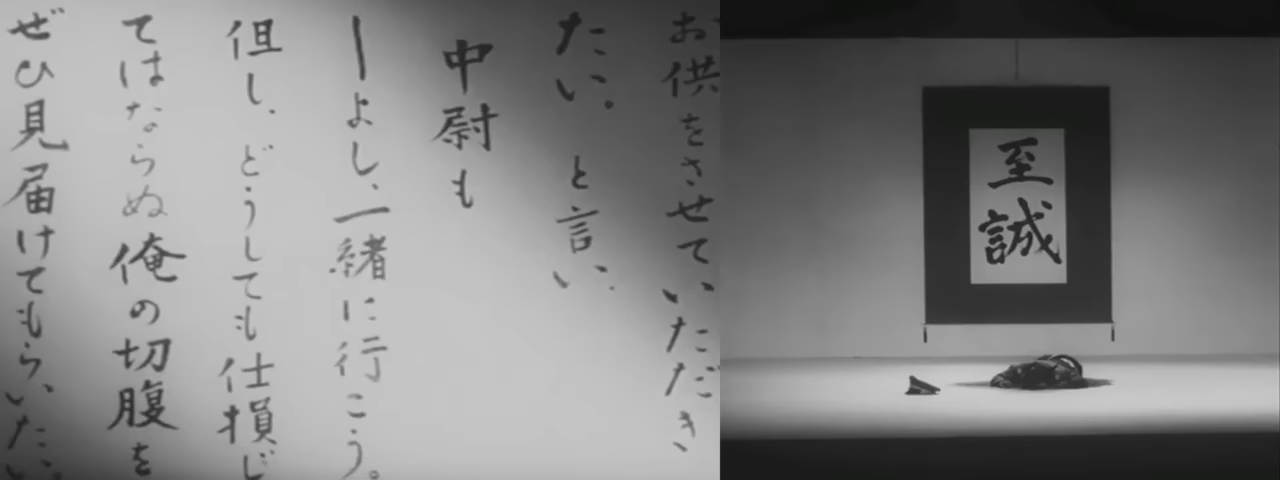 お供をさせていただき
たい。と言い、
中尉も
―よし、一緒に行こう。
但し、どうしても仕損じ
てはならぬ俺の切腹を
ぜひ見届けてもらいたい。
至誠